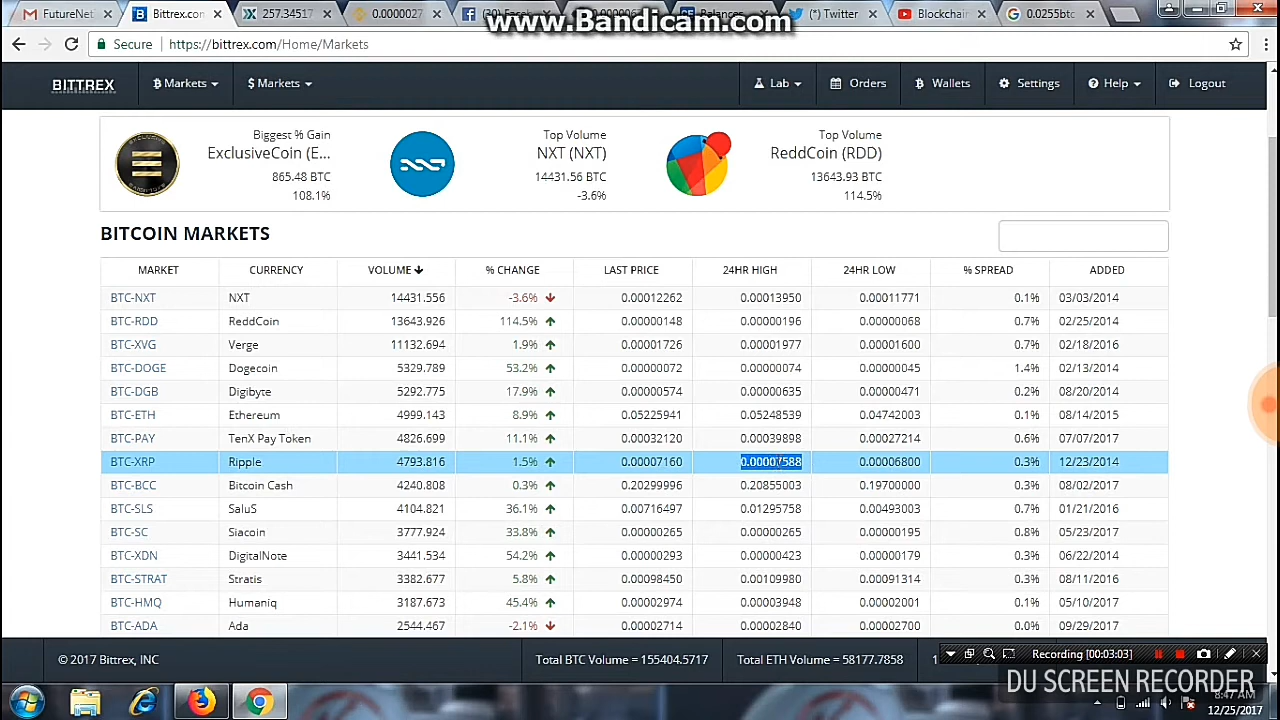 FutureNet
Bittrex.con
257.34517
0.0000027
(30) Faceb
Balances
(*) Twitter
Blockchair
0.0255btc
www.Bandicam.com
Secure
https://bittrex.com/Home/Markets
BITTREX
Markets
$ Markets
Lab
Orders
Wallets
Settings
Help
Logout
Biggest % Gain
ExclusiveCoin (E...
865.48 BTC
108.1%
Top Volume
NXT (NXT)
14431.56 BTC
-3.6%
Top Volume
ReddCoin (RDD)
13643.93 BTC
114.5%
BITCOIN MARKETS
MARKET CURRENCY VOLUME % CHANGE LAST PRICE 24HR HIGH 24HR LOW % SPREAD ADDED
BTC-NXT NXT 14431.556 -3.6% 0.00012262 0.00013950 0.00011771 0.1% 03/03/2014
BTC-RDD ReddCoin 13643.926 114.5% 0.00000148 0.00000196 0.00000068 0.7% 02/25/2014
BTC-XVG Verge 11132.694 1.9% 0.00001726 0.00001977 0.00001600 0.7% 02/18/2016
BTC-DOGE Dogecoin 5329.789 53.2% 0.00000072 0.00000074 0.00000045 1.4% 02/13/2014
BTC-DGB Digibyte 5292.775 17.9% 0.00000574 0.00000635 0.00000471 0.2% 08/20/2014
BTC-ETH Ethereum 4999.143 8.9% 0.05225941 0.05248539 0.04742003 0.1% 08/14/2015
BTC-PAY TenX Pay Token 4826.699 11.1% 0.00032120 0.00039898 0.00027214 0.6% 07/07/2017
BTC-XRP Ripple 4793.816 1.5% 0.00007160 0.00007588 0.00006800 0.3% 12/23/2014
BTC-BCC Bitcoin Cash 4240.808 0.3% 0.20299996 0.20855003 0.19700000 0.3% 08/02/2017
BTC-SLS SaluS 4104.821 36.1% 0.00716497 0.01295758 0.00493003 0.7% 01/21/2016
BTC-SC Siacoin 3777.924 33.8% 0.00000265 0.00000265 0.00000195 0.8% 05/23/2017
BTC-XDN DigitalNote 3441.534 54.2% 0.00000293 0.00000423 0.00000179 0.3% 06/22/2014
BTC-STRAT Stratis 3382.677 5.8% 0.00098450 0.00109980 0.00091314 0.3% 08/11/2016
BTC-HMQ Humaniq 3187.673 45.4% 0.00002974 0.00003948 0.00002001 0.1% 05/10/2017
BTC-ADA Ada 2544.467 -2.1% 0.00002714 0.00002840 0.00002700 0.0% 09/29/2017
© 2017 Bittrex, INC
Total BTC Volume = 155404.5717
Total ETH Volume = 58177.7858
Recording [00:03:03]
DU SCREEN RECORDER
8:47 AM
12/25/2017